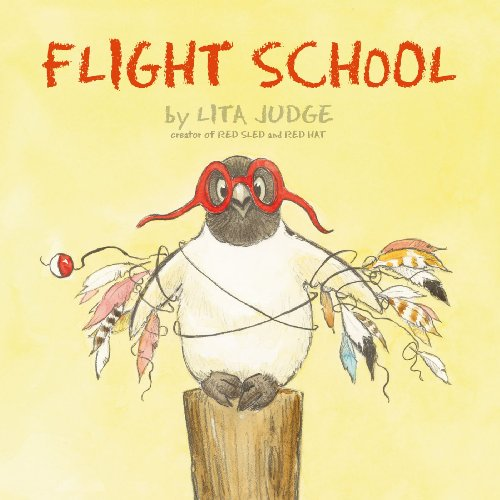 FLIGHT SCHOOL
by LITA JUDGE
creator of RED SLED and RED HAT